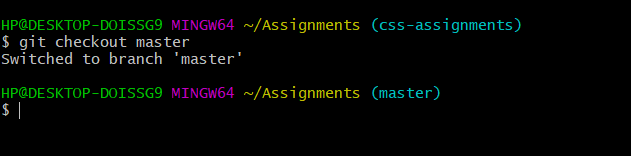 HP@DESKTOP-DOISSG9 MINGW64 ~/Assignments (css-assignments)
$ git checkout master
Switched to branch 'master'
HP@DESKTOP-DOISSG9 MINGW64 ~/Assignments (master)
$